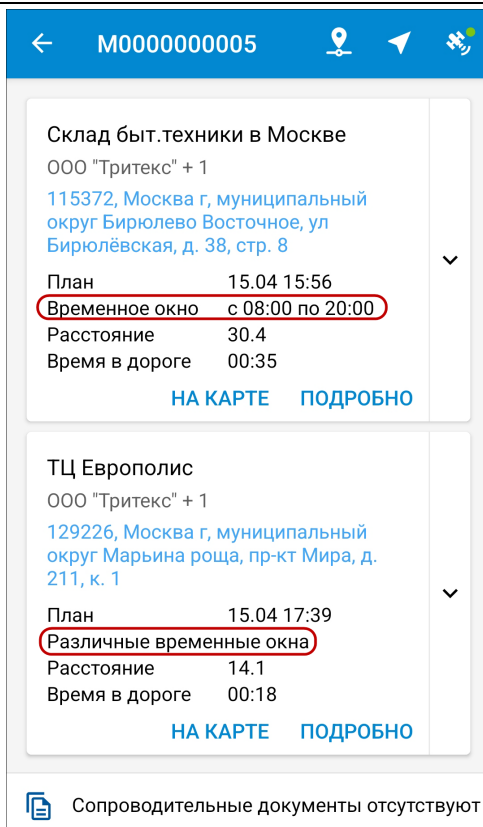 М0000000005
Склад быт.техники в Москве
ООО "Тритекс" + 1
115372, Москва г, муниципальный
округ Бирюлево Восточное, ул
Бирюлёвская, д. 38, стр. 8
План 15.04 15:56
Временное окно с 08:00 по 20:00
Расстояние 30.4
Время в дороге 00:35
НА КАРТЕ ПОДРОБНО
ТЦ Европолис
ООО "Тритекс" + 1
129226, Москва г, муниципальный
округ Марьина роща, пр-кт Мира, д.
211, к. 1
План 15.04 17:39
Различные временные окна
Расстояние 14.1
Время в дороге 00:18
НА КАРТЕ ПОДРОБНО
Сопроводительные документы отсутствуют